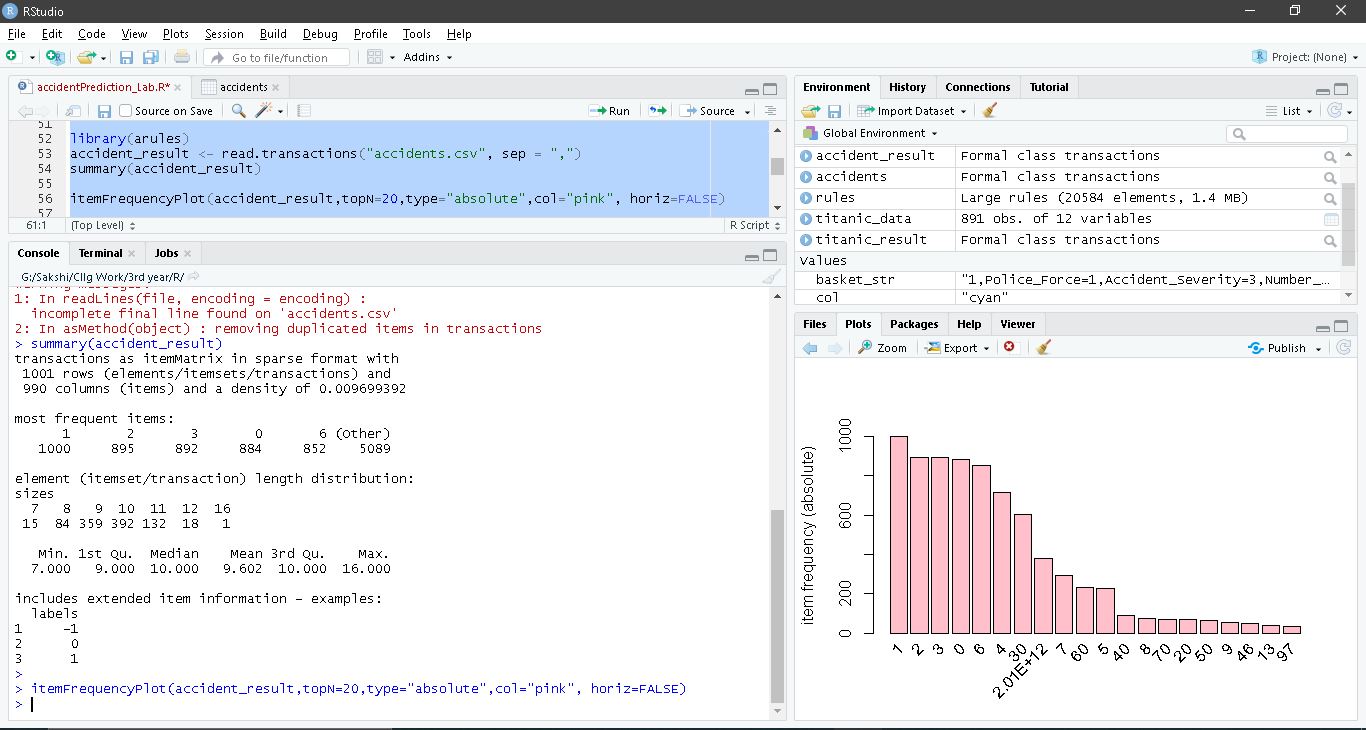 RStudio
File Edit Code View Plots Session Build Debug Profile Tools Help
Go to file/function Addins Project: (None)
accidentPrediction_Lab.R* accidents
Source on Save Run Source
51
52 library(arules)
53 accident_result <- read.transactions("accidents.csv", sep = ",")
54 summary(accident_result)
55
56 itemFrequencyPlot(accident_result,topN=20,type="absolute",col="pink", horiz=FALSE)
57
61:1 (Top Level) R Script
Console Terminal Jobs
G:/Sakshi/Cllg Work/3rd year/R/
1: In readLines(file, encoding = encoding) :
incomplete final line found on 'accidents.csv'
2: In asMethod(object) : removing duplicated items in transactions
> summary(accident_result)
transactions as itemMatrix in sparse format with
1001 rows (elements/itemsets/transactions) and
990 columns (items) and a density of 0.009699392
most frequent items:
1 2 3 0 6 (Other)
1000 895 892 884 852 5089
element (itemset/transaction) length distribution:
sizes
7 8 9 10 11 12 16
15 84 359 392 132 18 1
Min. 1st Qu. Median Mean 3rd Qu. Max.
7.000 9.000 10.000 9.602 10.000 16.000
includes extended item information - examples:
labels
1 -1
2 0
3 1
>
> itemFrequencyPlot(accident_result,topN=20,type="absolute",col="pink", horiz=FALSE)
>
Environment History Connections Tutorial
Import Dataset List
Global Environment
accident_result Formal class transactions
accidents Formal class transactions
rules Large rules (20584 elements, 1.4 MB)
titanic_data 891 obs. of 12 variables
titanic_result Formal class transactions
Values
basket_str "1,Police_Force=1,Accident_Severity=3,Number_...
col "cyan"
Files Plots Packages Help Viewer
Zoom Export Publish
item frequency (absolute)
1000
600
200
0
1 2 3 0 6 4 30 2.01E+12 7 60 5 40 8 70 20 50 9 46 13 97